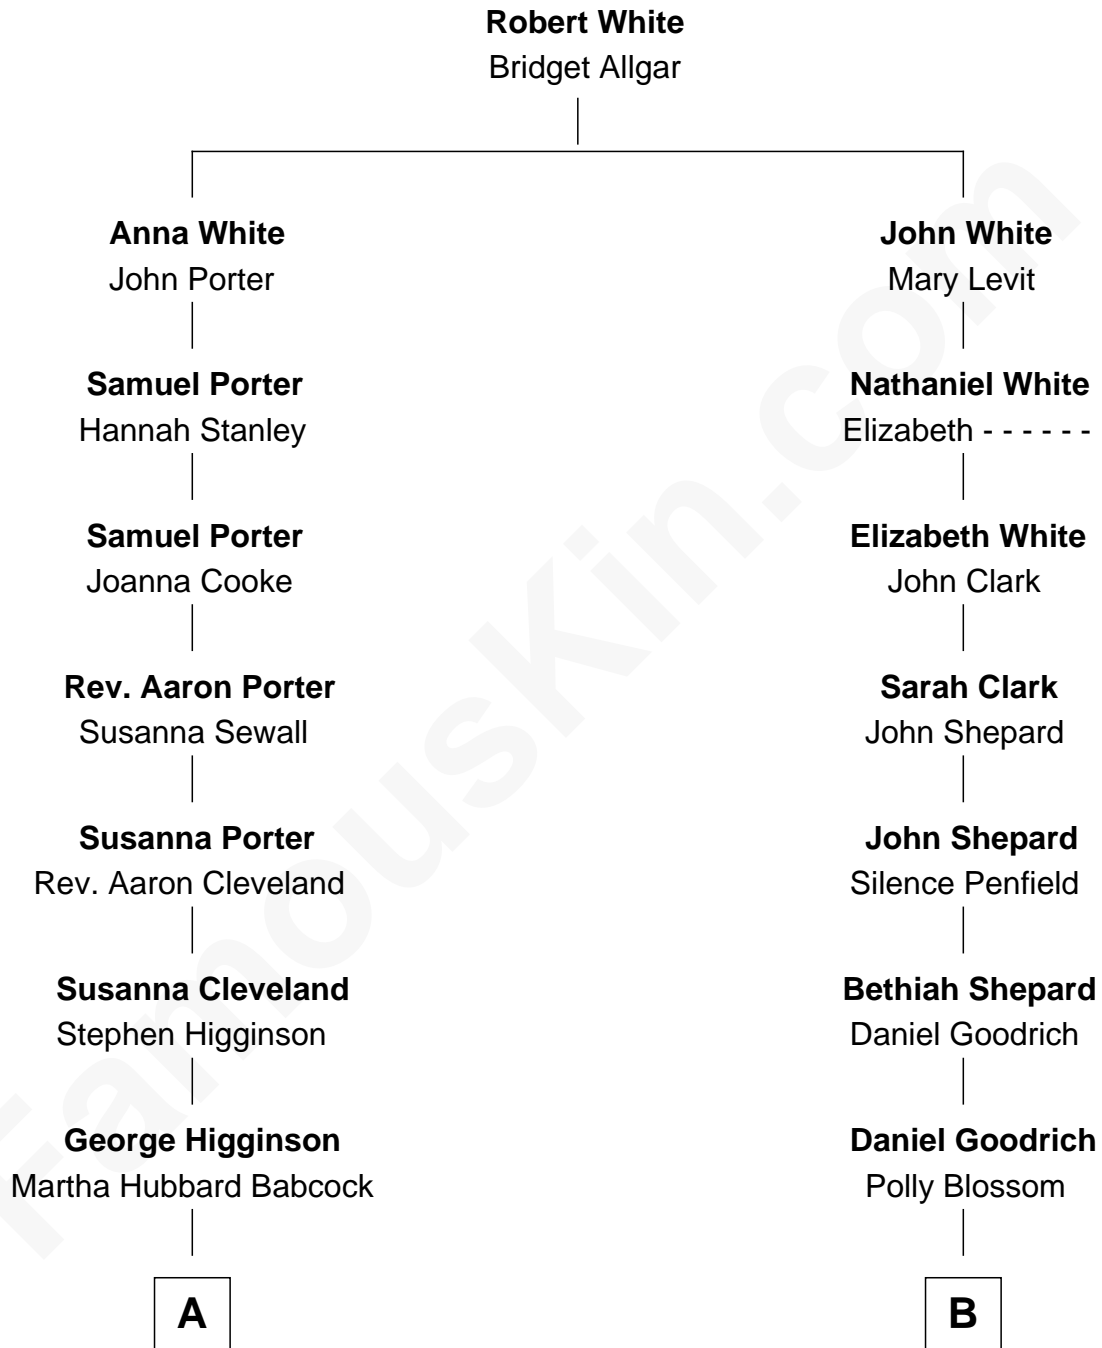 Robert White
Bridget Allgar
Anna White
John Porter
John White
Mary Levit
Samuel Porter
Hannah Stanley
Nathaniel White
Elizabeth - - - - - -
Samuel Porter
Joanna Cooke
Elizabeth White
John Clark
Rev. Aaron Porter
Susanna Sewall
Sarah Clark
John Shepard
Susanna Porter
Rev. Aaron Cleveland
John Shepard
Silence Penfield
Susanna Cleveland
Stephen Higginson
Bethiah Shepard
Daniel Goodrich
George Higginson
Martha Hubbard Babcock
Daniel Goodrich
Polly Blossom
A
B
FamousKin.com